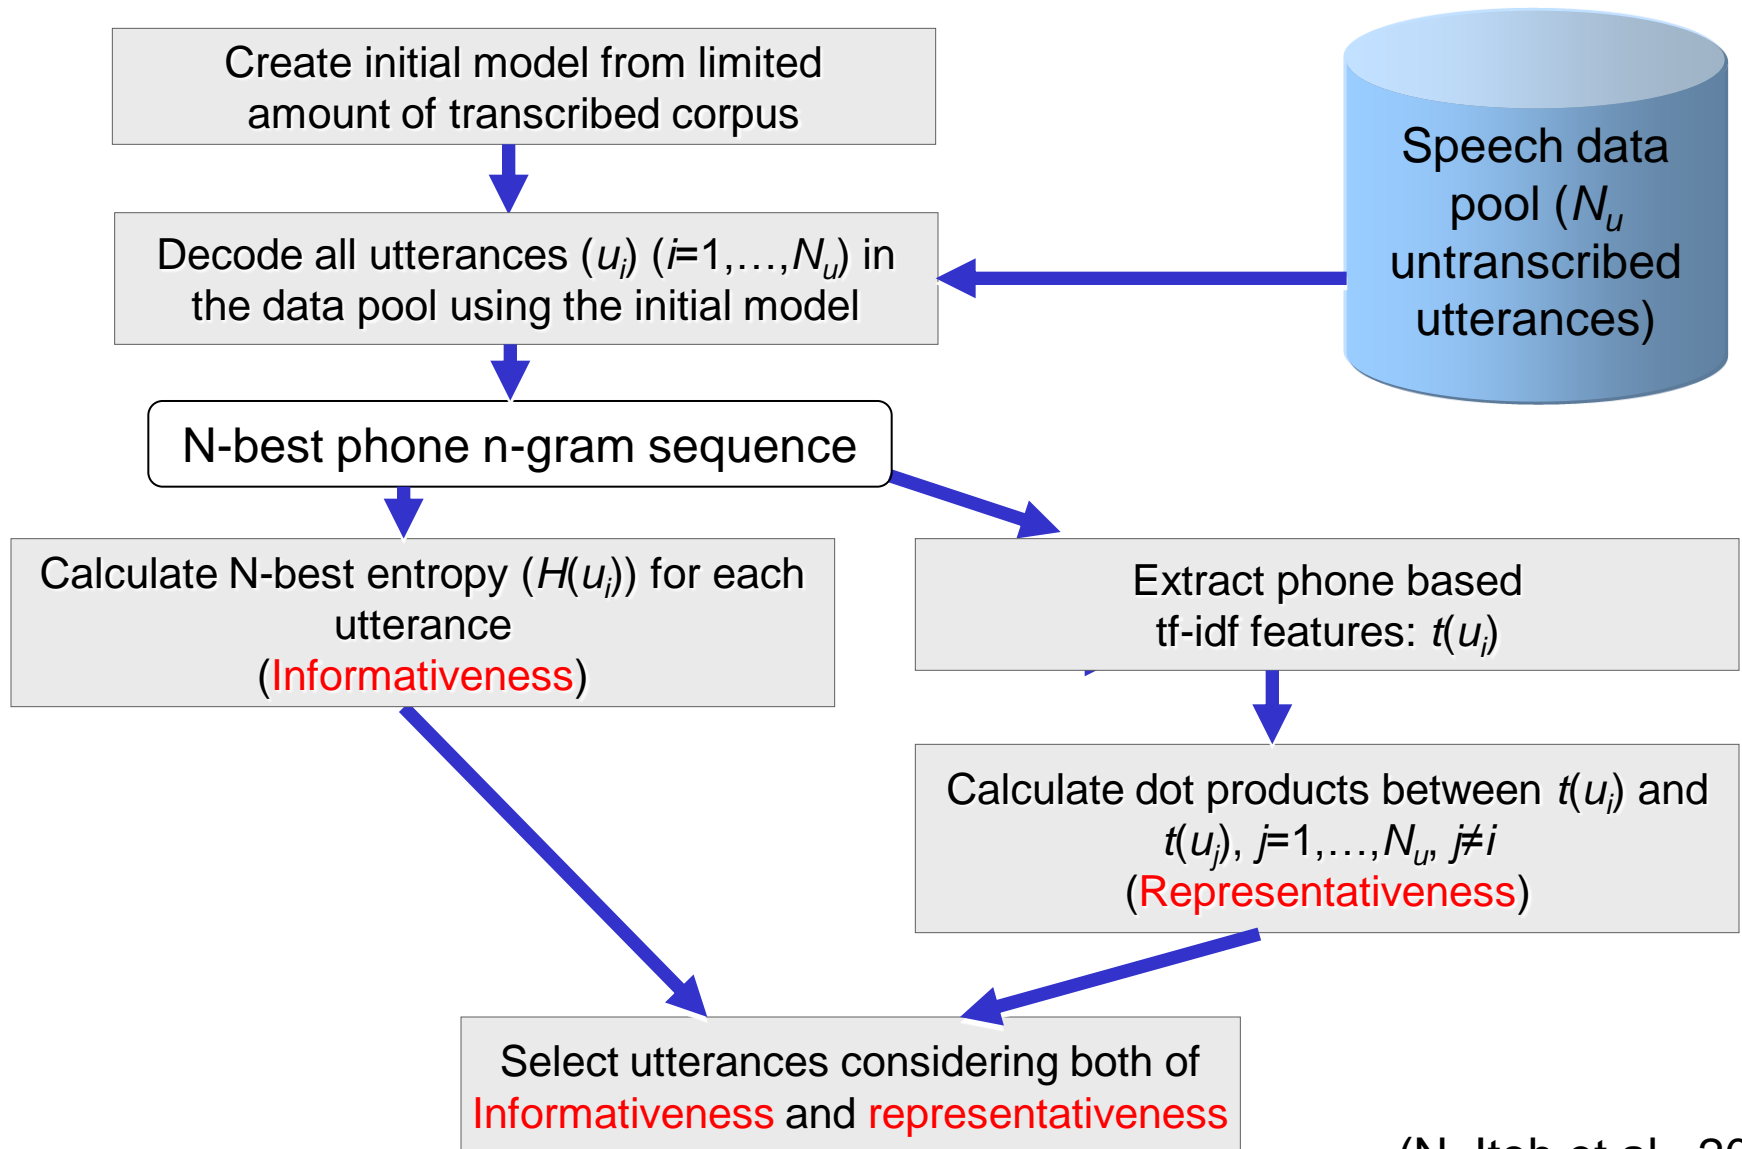 Create initial model from limited
amount of transcribed corpus
Speech data
pool (Nu
untranscribed
utterances)
Decode all utterances (ui) (i=1,…,Nu) in
the data pool using the initial model
N-best phone n-gram sequence
Calculate N-best entropy (H(ui)) for each
utterance
(Informativeness)
Extract phone based
tf-idf features: t(ui)
Calculate dot products between t(ui) and
t(uj), j=1,…,Nu, j≠i
(Representativeness)
Select utterances considering both of
Informativeness and representativeness
(N. Itoh et al.